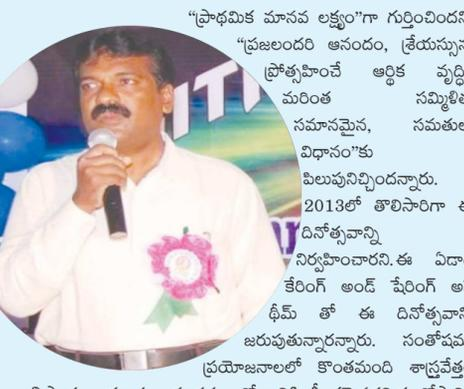 “ప్రాథమిక మానవ లక్ష్యం”గా గుర్తించిందని
“ప్రజలందరి ఆనందం, శ్రేయస్సును
ప్రోత్సహించే ఆర్థిక వృద్ధి
మరింత సమ్మిళిత
సమానమైన, సమతుల
విధానం”కు
పిలుపునిచ్చిందన్నారు.
2013లో తొలిసారిగా ఈ
దినోత్సవాన్ని
నిర్వహించారని.ఈ ఏడాది
కేరింగ్ అండ్ షేరింగ్
థీమ్ తో ఈ దినోత్సవాన్ని
జరుపుతున్నారన్నారు. సంతోషమ
ప్రయోజనాలలో కొంతమంది శాస్త్రవేత్త
ITI